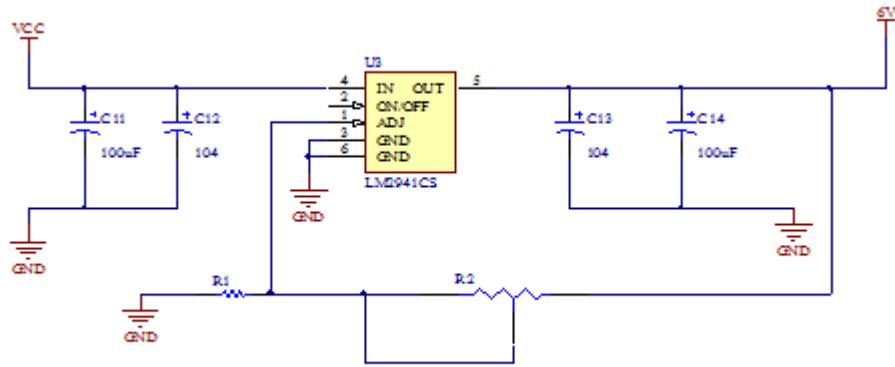 VCC
6V
U3
4
IN
OUT
5
2
ON/OFF
1
ADJ
3
GND
6
GND
LM2941CS
C11
100uF
C12
104
C13
104
C14
100uF
GND
GND
GND
R1
R2
GND